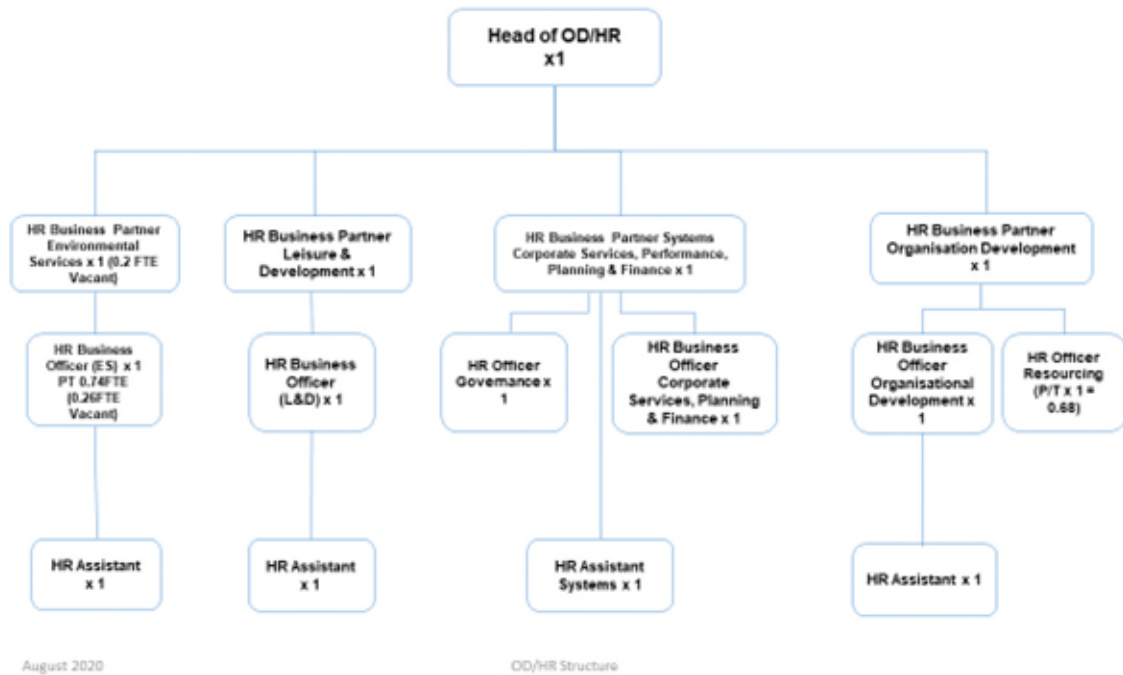 Head of OD/HR
x1
HR Business Partner
Environmental
Services x 1 (0.2 FTE
Vacant)
HR Business Partner
Leisure &
Development x 1
HR Business Partner Systems
Corporate Services, Performance,
Planning & Finance x 1
HR Business Partner
Organisation Development
x 1
HR Business
Officer (ES) x 1
PT 0.74FTE
(0.26FTE
Vacant)
HR Business
Officer
(L&D) x 1
HR Officer
Governance x
1
HR Business
Officer
Corporate
Services, Planning
& Finance x 1
HR Business
Officer
Organisational
Development x
1
HR Officer
Resourcing
(P/T x 1 =
0.68)
HR Assistant
x 1
HR Assistant
x 1
HR Assistant
Systems x 1
HR Assistant x 1
August 2020
OD/HR Structure